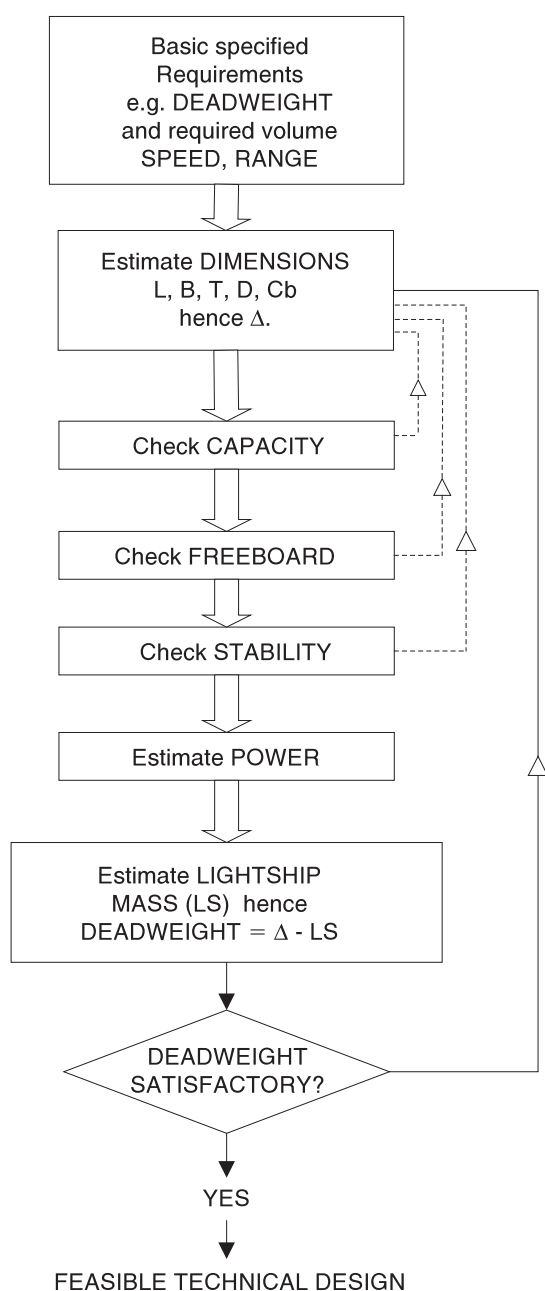 Basic specified
Requirements
e.g. DEADWEIGHT
and required volume
SPEED, RANGE
Estimate DIMENSIONS
L, B, T, D, Cb
hence Δ.
Check CAPACITY
Check FREEBOARD
Check STABILITY
Estimate POWER
Estimate LIGHTSHIP
MASS (LS) hence
DEADWEIGHT = Δ - LS
DEADWEIGHT
SATISFACTORY?
YES
FEASIBLE TECHNICAL DESIGN